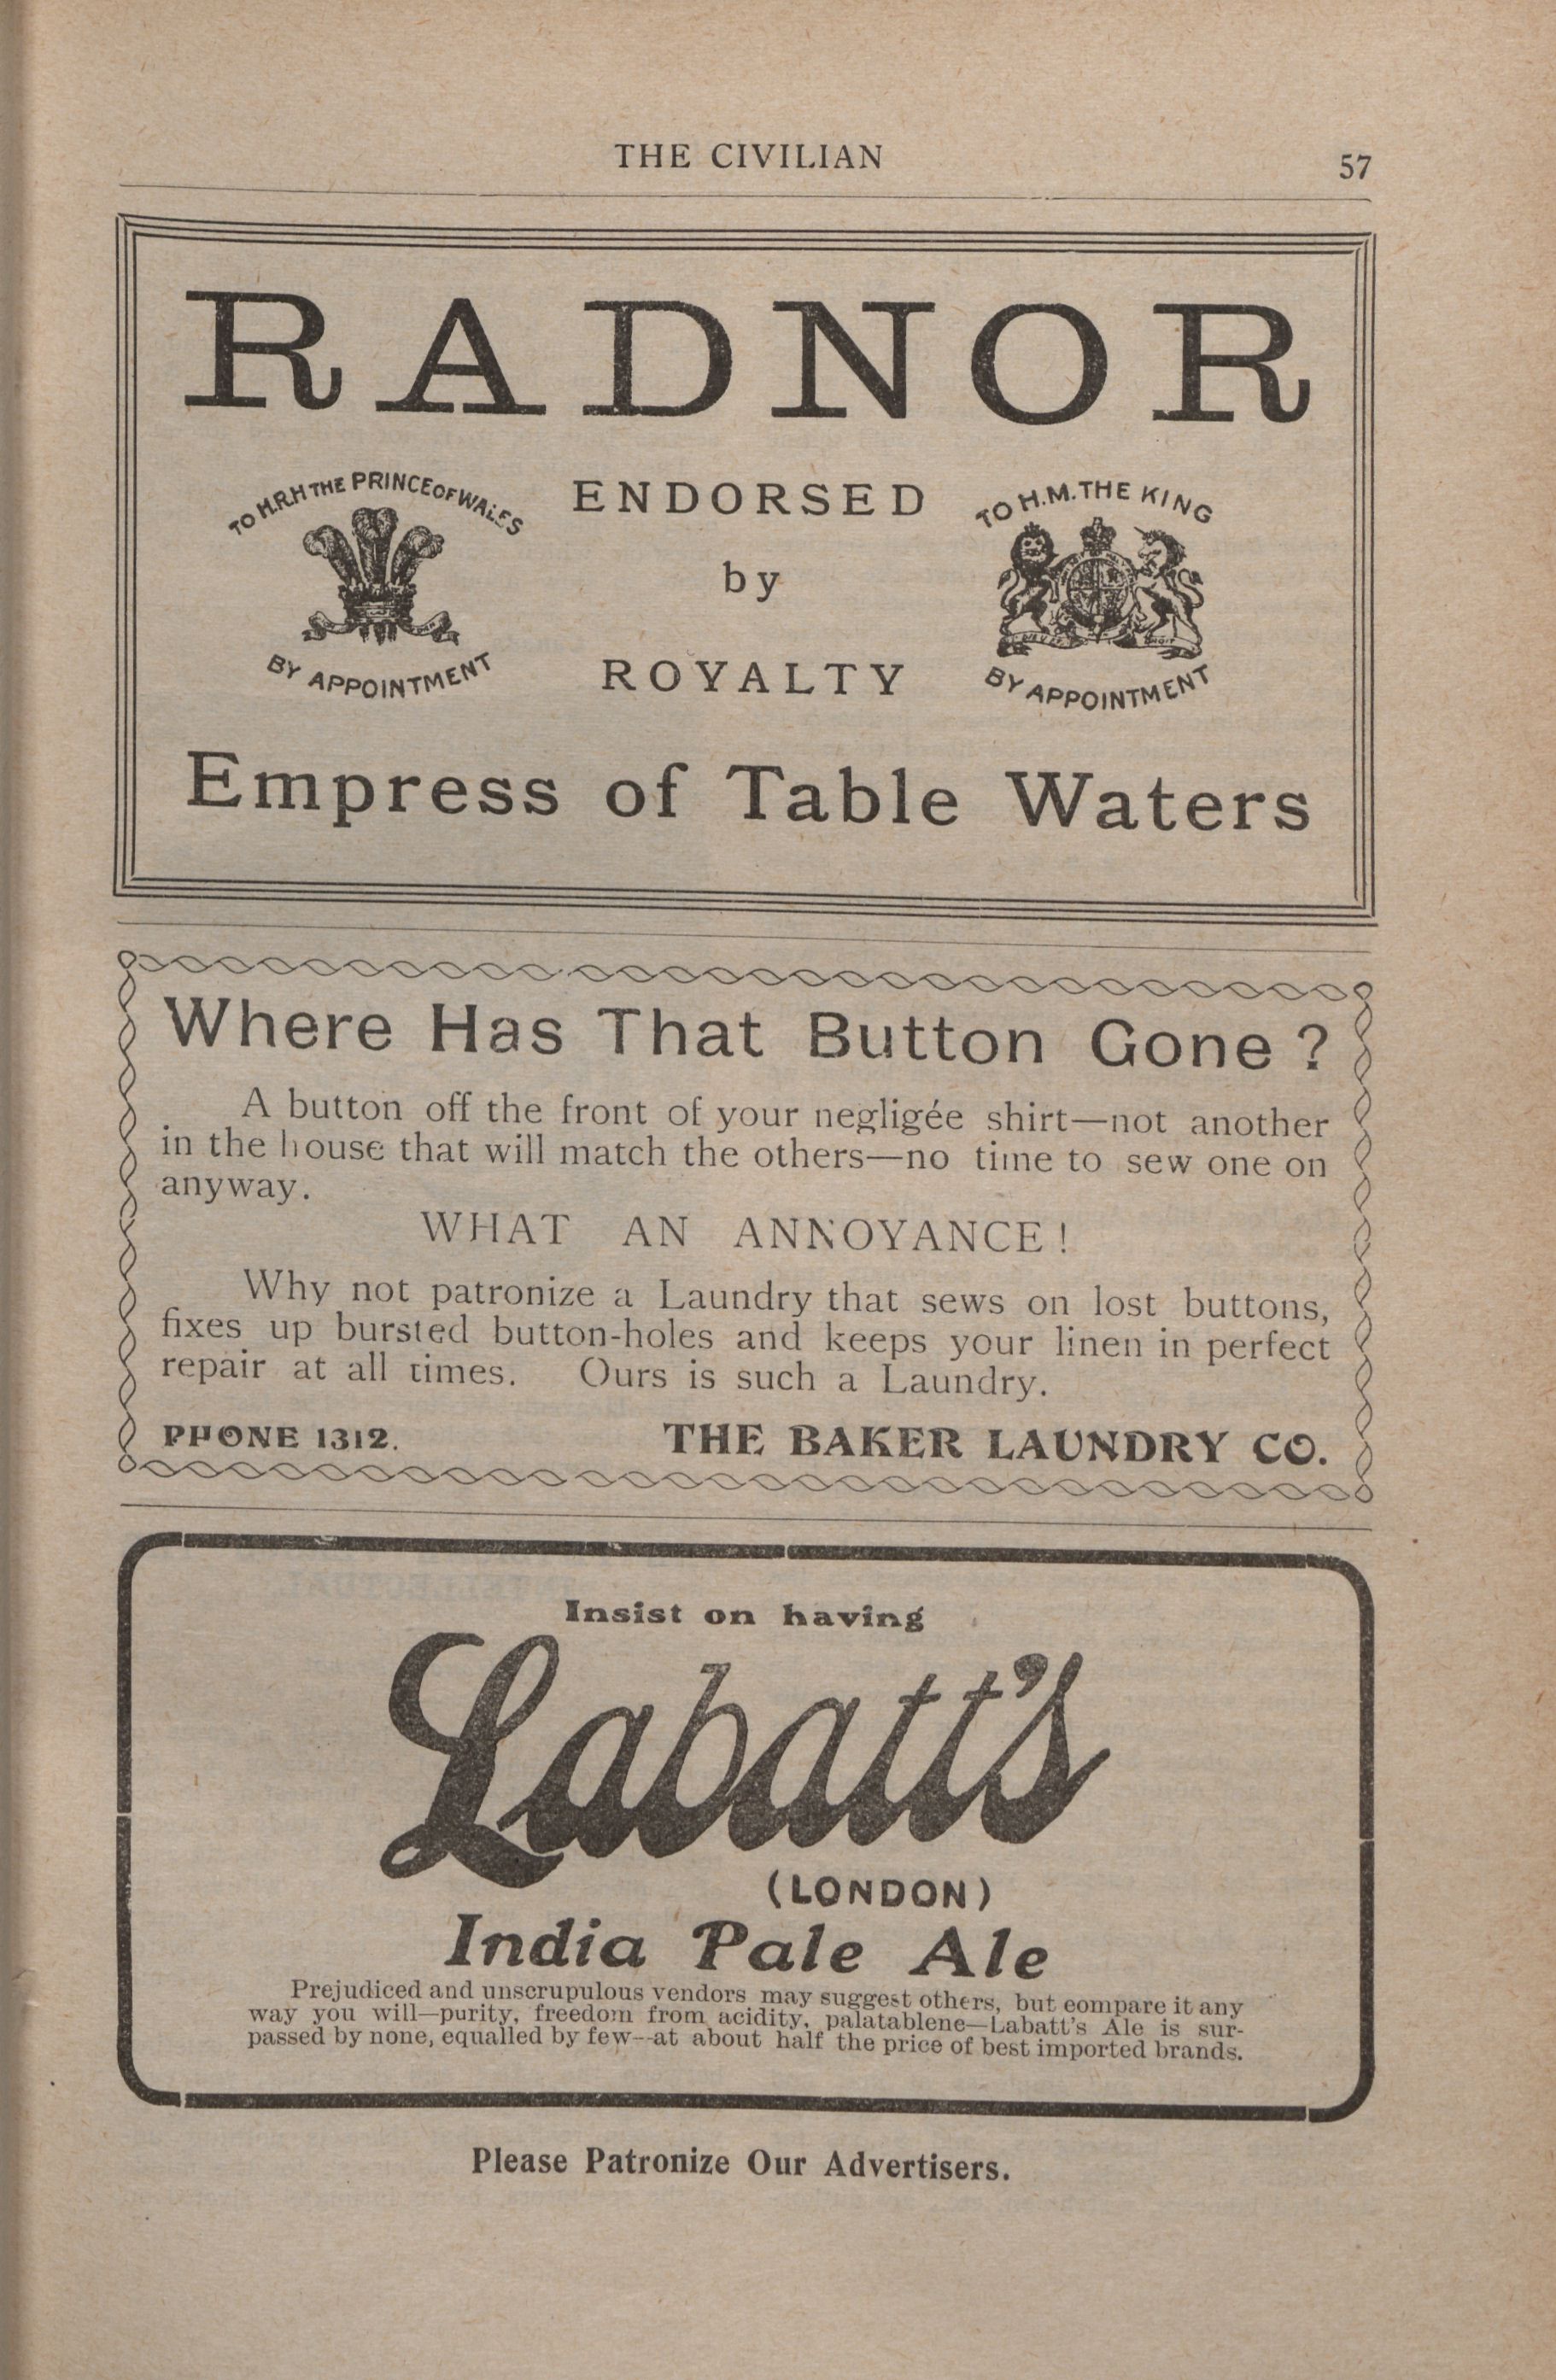 THE CIVILIAN
57
RADNOR
TO H.R.H THE PRINCE OF WALES
BY APPOINTMENT
ENDORSED
by
ROYALTY
TO H.M. THE KING
BY APPOINTMENT
Empress of Table Waters
Where Has That Button Gone ?
A button off the front of your negligée shirt—not another
in the house that will match the others—no time to sew one on
anyway.
WHAT AN ANNOYANCE !
Why not patronize a Laundry that sews on lost buttons,
fixes up bursted button-holes and keeps your linen in perfect
repair at all times. Ours is such a Laundry.
PHONE 1312.
THE BAKER LAUNDRY CO.
Insist on having
Labatt's
(LONDON)
India Pale Ale
Prejudiced and unscrupulous vendors may suggest others, but compare it any
way you will—purity, freedom from acidity, palatablene—Labatt's Ale is sur-
passed by none, equalled by few--at about half the price of best imported brands.
Please Patronize Our Advertisers.